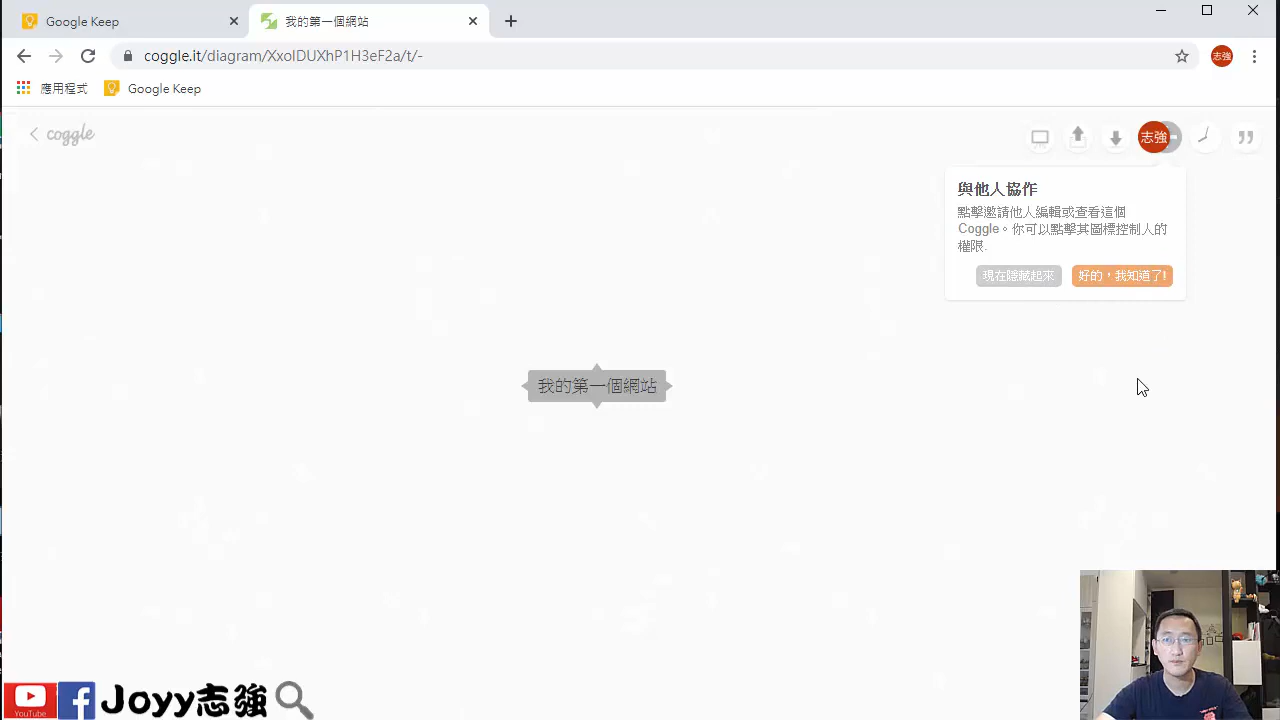 Google Keep
我的第一個網站
coggle.it/diagram/XxolDUXhP1H3eF2a/t/-
志強
應用程式
Google Keep
coggle
志強
與他人協作
點擊邀請他人編輯或查看這個
Coggle。你可以點擊其圖標控制人的
權限.
現在隱藏起來
好的，我知道了!
我的第一個網站
YouTube
Joyy志強